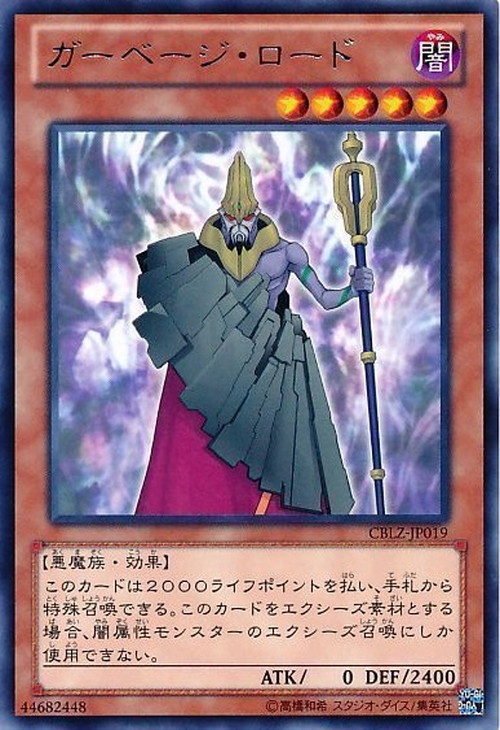 ガーベージ・ロード
闇
CBLZ-JP019
【悪魔族・効果】
このカードは2000ライフポイントを払い、手札から
特殊召喚できる。このカードをエクシーズ素材とする
場合、闇属性モンスターのエクシーズ召喚にしか
使用できない。
ATK/ 0 DEF/2400
44682448 ©高橋和希 スタジオ・ダイス/集英社